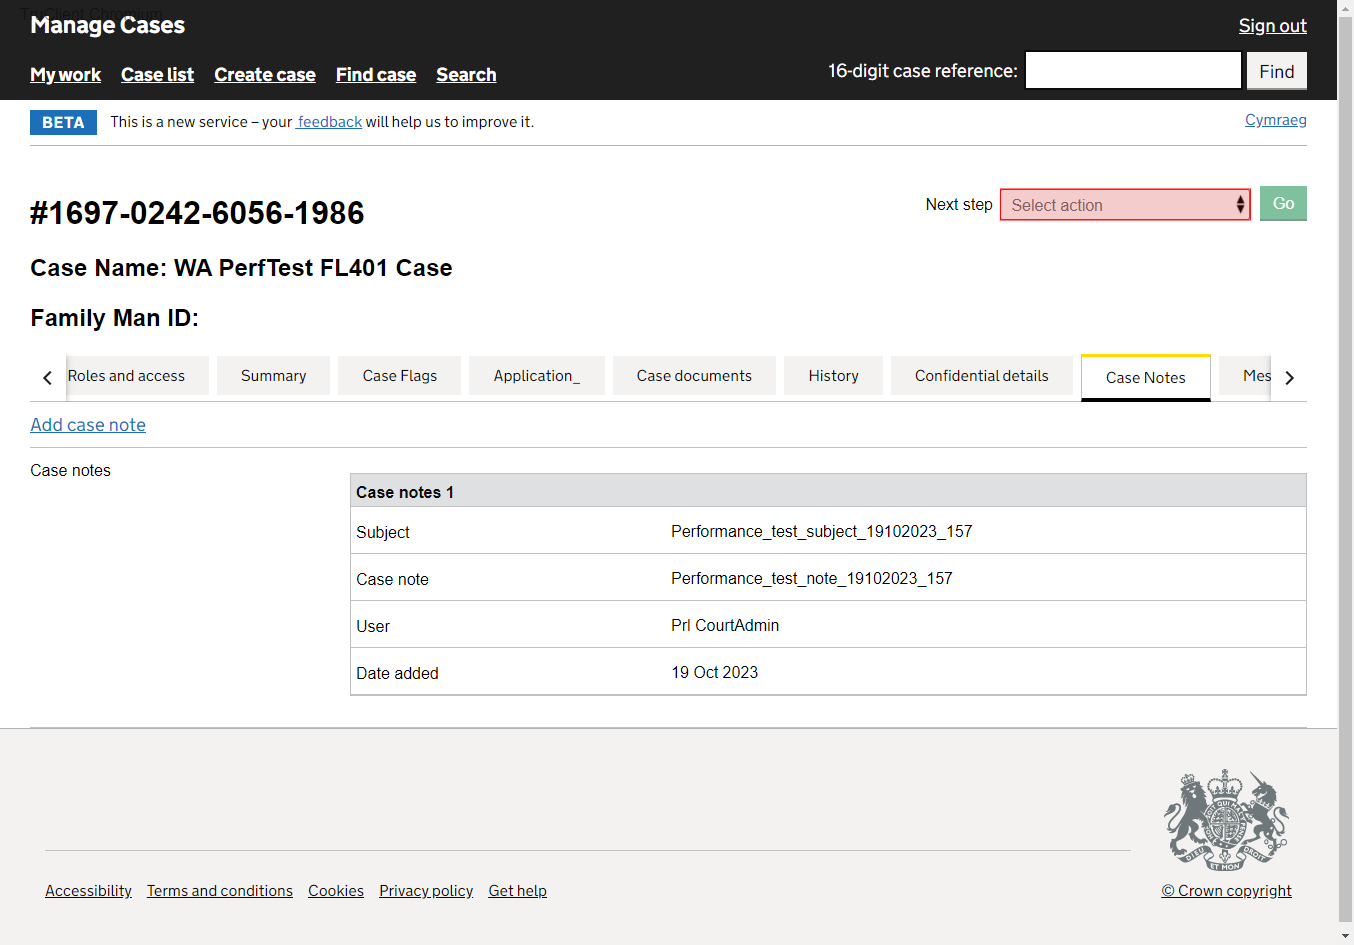 TruClient Chromium
Manage Cases
Sign out
My work Case list Create case Find case Search
16-digit case reference: Find
BETA This is a new service – your feedback will help us to improve it.
Cymraeg
#1697-0242-6056-1986
Next step Select action Go
Case Name: WA PerfTest FL401 Case
Family Man ID:
Roles and access Summary Case Flags Application_ Case documents History Confidential details Case Notes Mes
Add case note
Case notes
Case notes 1
Subject Performance_test_subject_19102023_157
Case note Performance_test_note_19102023_157
User Prl CourtAdmin
Date added 19 Oct 2023
DIEU ET MON DROIT
Accessibility Terms and conditions Cookies Privacy policy Get help
© Crown copyright